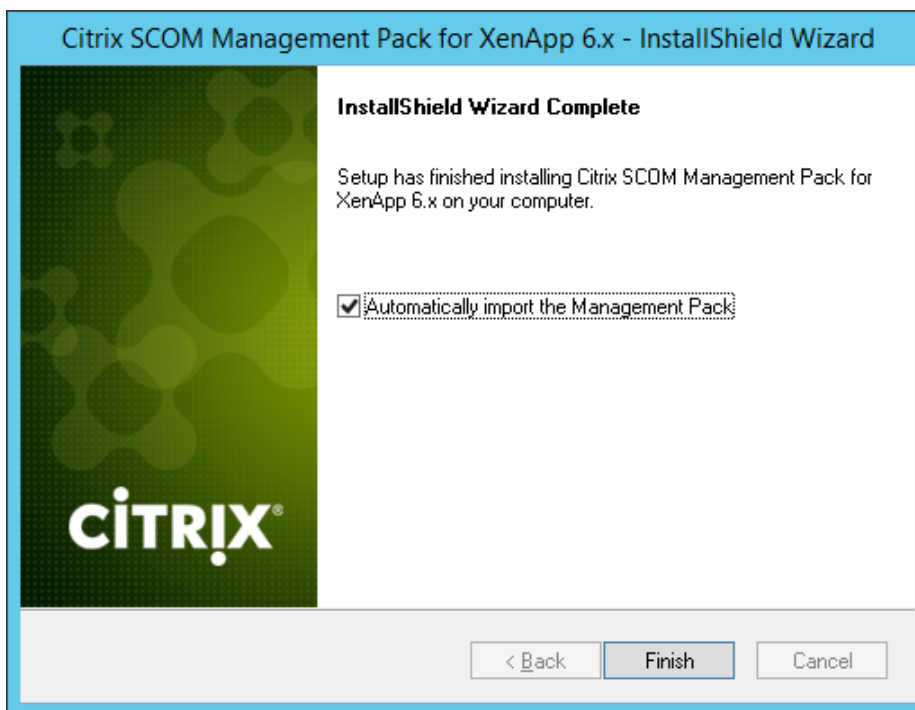 Citrix SCOM Management Pack for XenApp 6.x - InstallShield Wizard
InstallShield Wizard Complete
Setup has finished installing Citrix SCOM Management Pack for
XenApp 6.x on your computer.
Automatically import the Management Pack
CITRIX®
< Back
Finish
Cancel